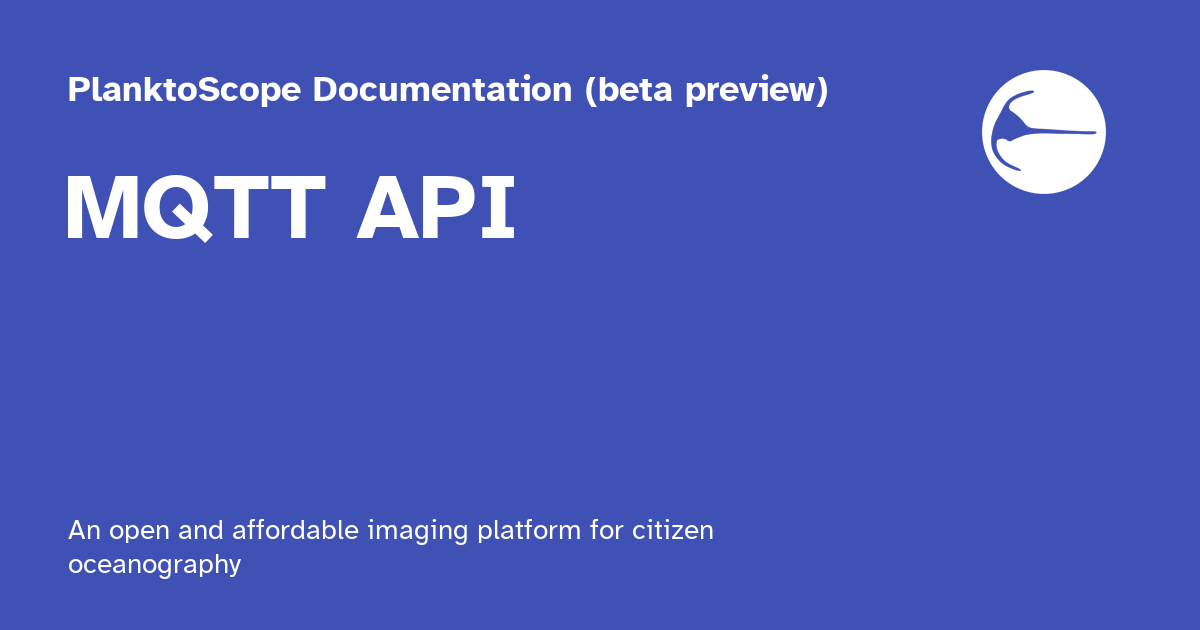 PlanktoScope Documentation (beta preview)
MQTT API
An open and affordable imaging platform for citizen
oceanography